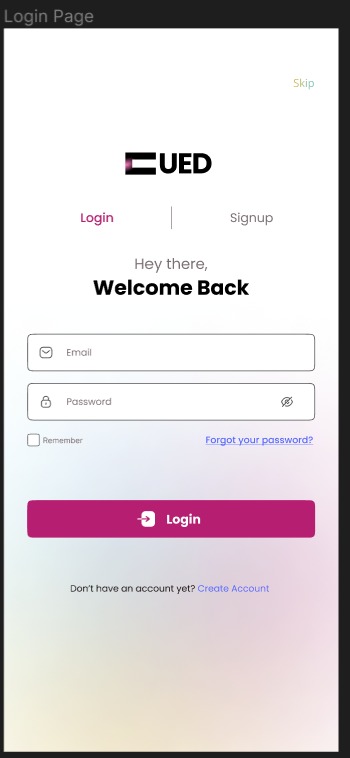 Login Page
Skip
UED
Login
Signup
Hey there,
Welcome Back
Email
Password
Remember
Forgot your password?
Login
Don't have an account yet? Create Account